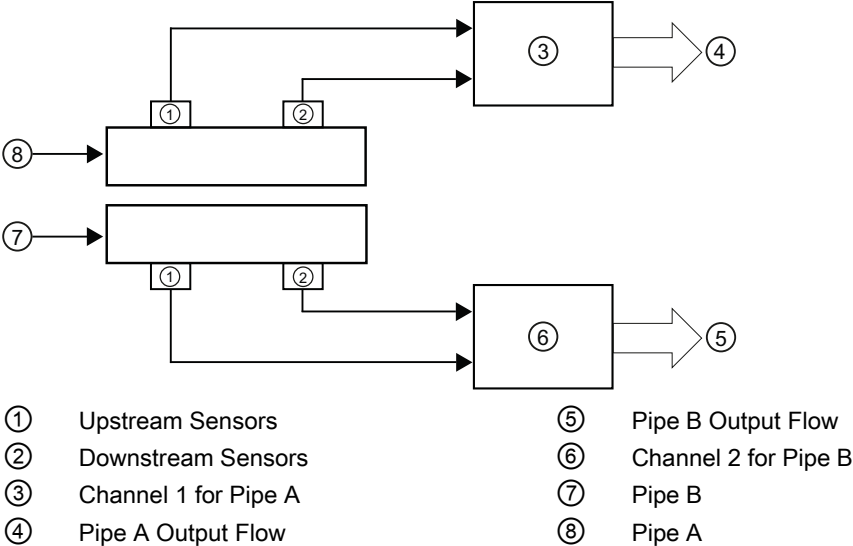 ③
④
①
②
⑧
⑦
①
②
⑥
⑤
① Upstream Sensors
② Downstream Sensors
③ Channel 1 for Pipe A
④ Pipe A Output Flow
⑤ Pipe B Output Flow
⑥ Channel 2 for Pipe B
⑦ Pipe B
⑧ Pipe A